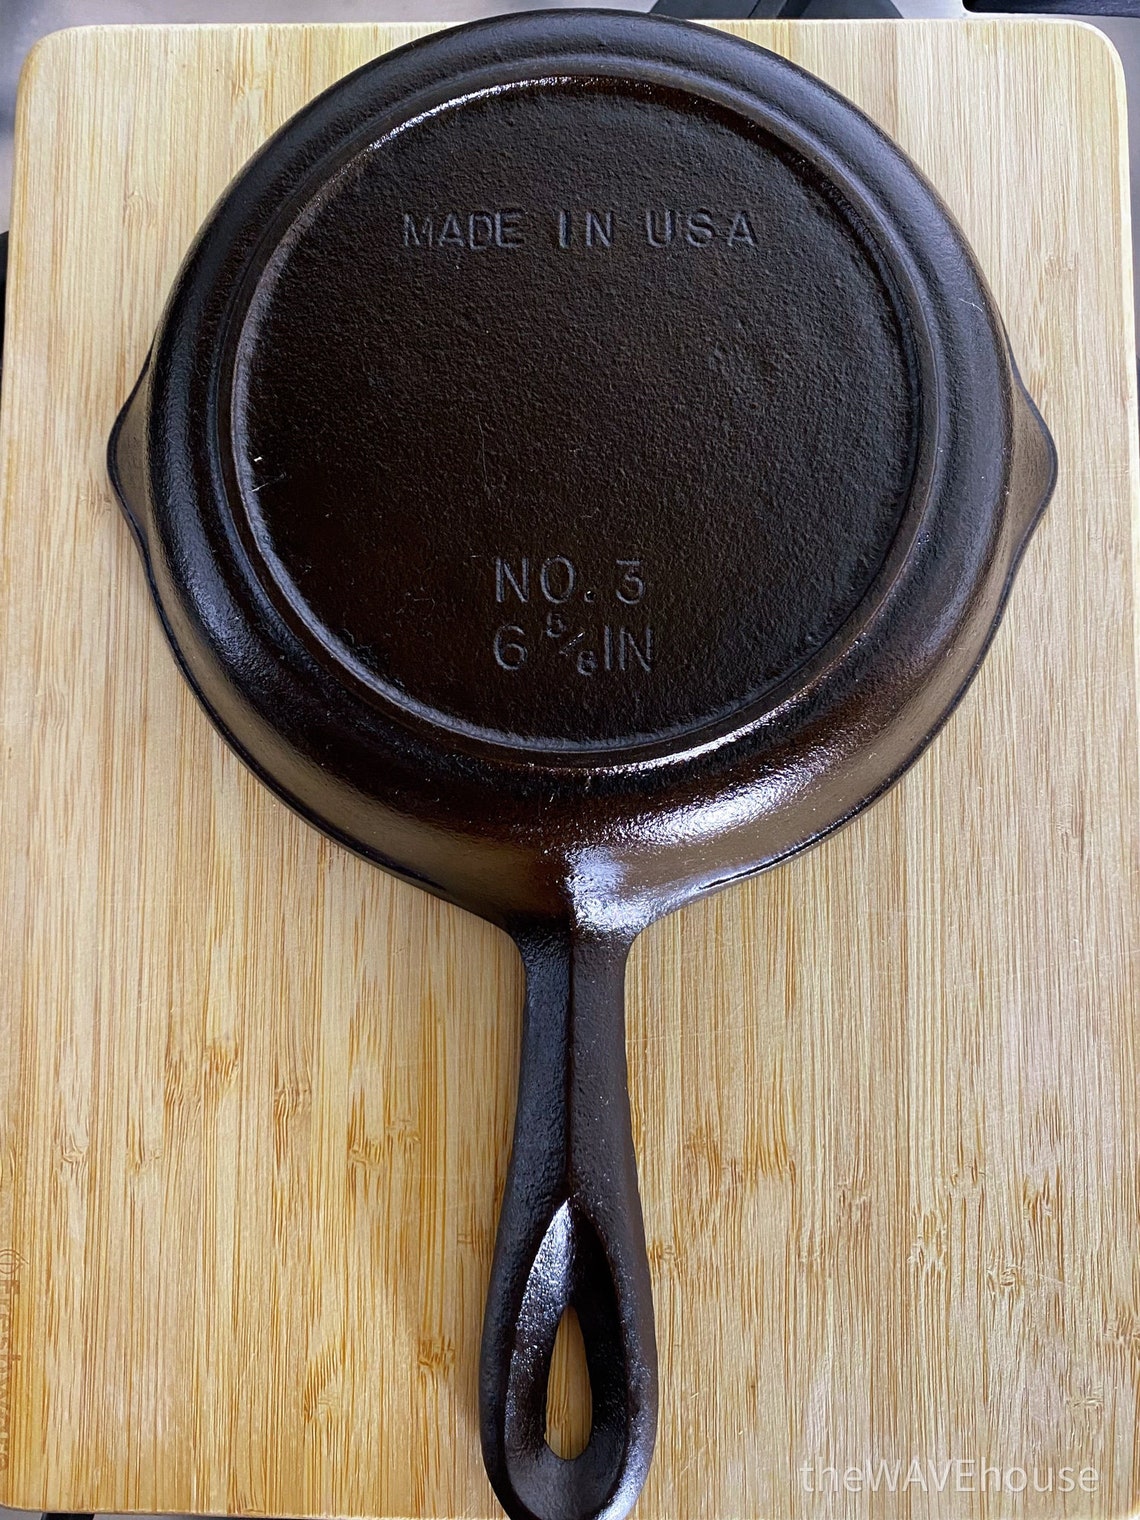 MADE IN USA
NO. 3
6 5/8 IN
theWAVEhouse